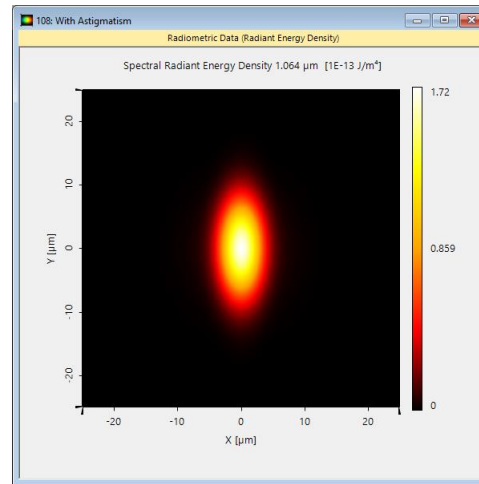 108: With Astigmatism
Radiometric Data (Radiant Energy Density)
Spectral Radiant Energy Density 1.064 µm [1E-13 J/m⁴]
1.72
0.859
0
20
10
0
-10
-20
Y [µm]
-20 -10 0 10 20
X [µm]